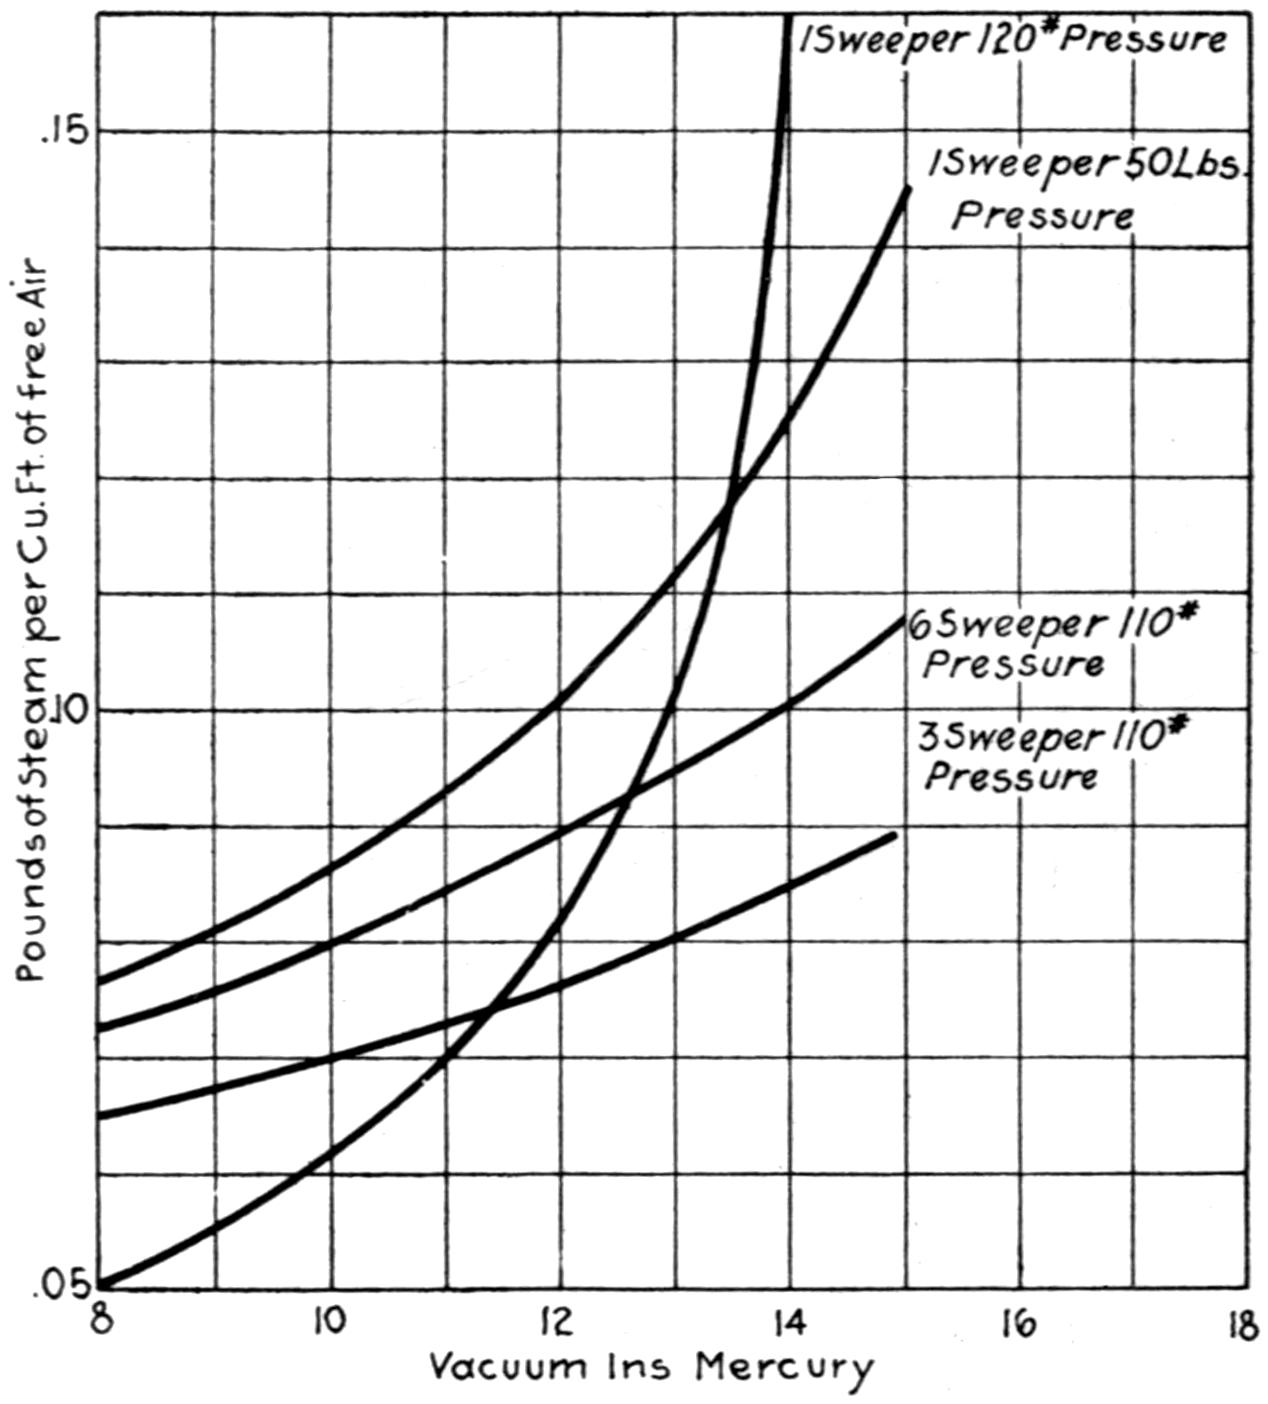 1 Sweeper 120# Pressure
.15
1 Sweeper 50 Lbs.
Pressure
Pounds of Steam per Cu. Ft. of free Air
6 Sweeper 110#
Pressure
.10
3 Sweeper 110#
Pressure
.05
8 10 12 14 16 18
Vacuum Ins Mercury